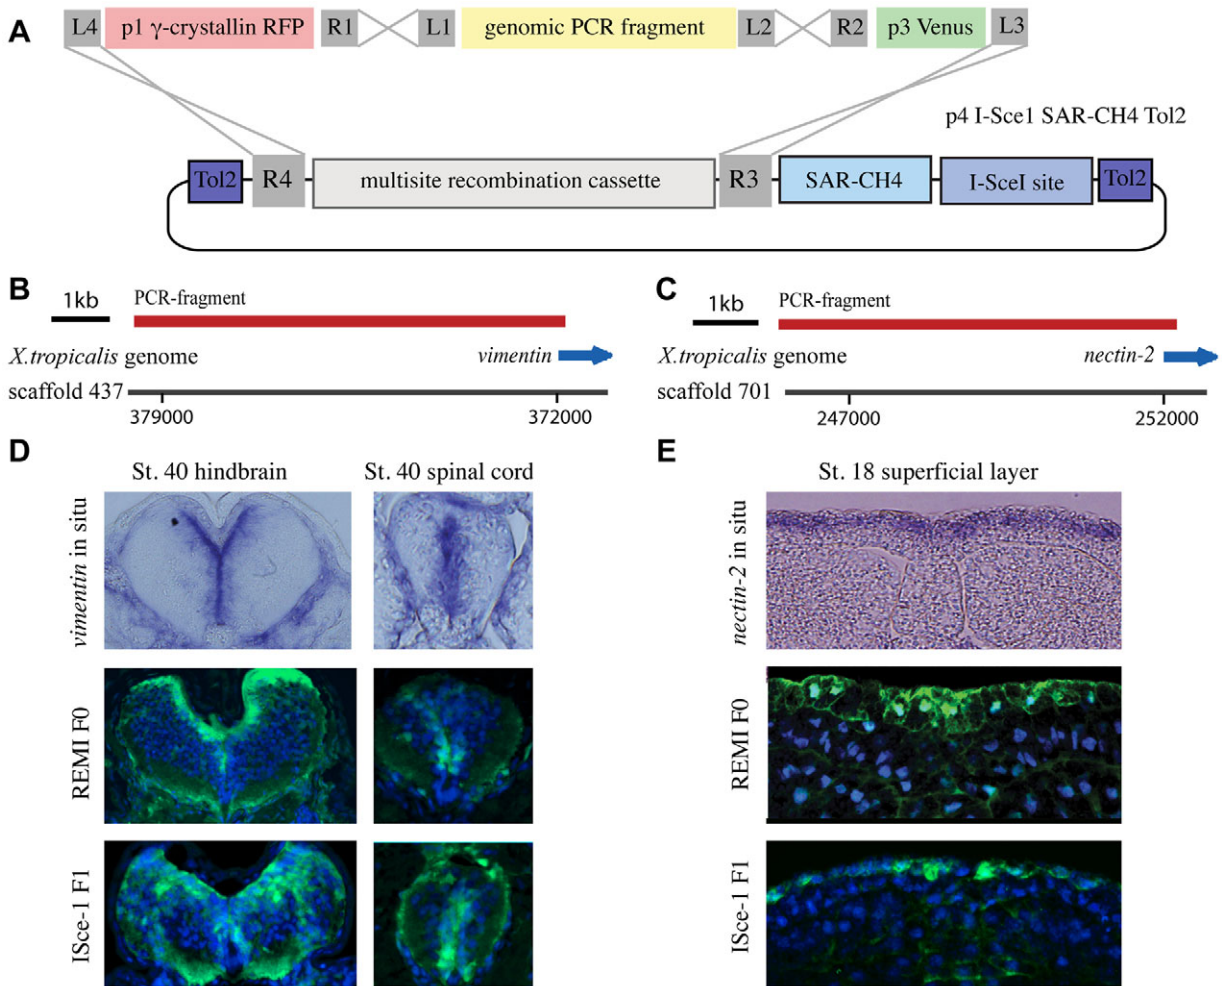 A
L4 p1 γ-crystallin RFP R1 L1 genomic PCR fragment L2 R2 p3 Venus L3
p4 I-Sce1 SAR-CH4 Tol2
Tol2 R4 multisite recombination cassette R3 SAR-CH4 I-SceI site Tol2
B
1kb
PCR-fragment
X.tropicalis genome
vimentin
scaffold 437
379000 372000
C
1kb
PCR-fragment
X.tropicalis genome
nectin-2
scaffold 701
247000 252000
D
St. 40 hindbrain St. 40 spinal cord
vimentin in situ
REMI F0
ISce-1 F1
E
St. 18 superficial layer
nectin-2 in situ
REMI F0
ISce-1 F1